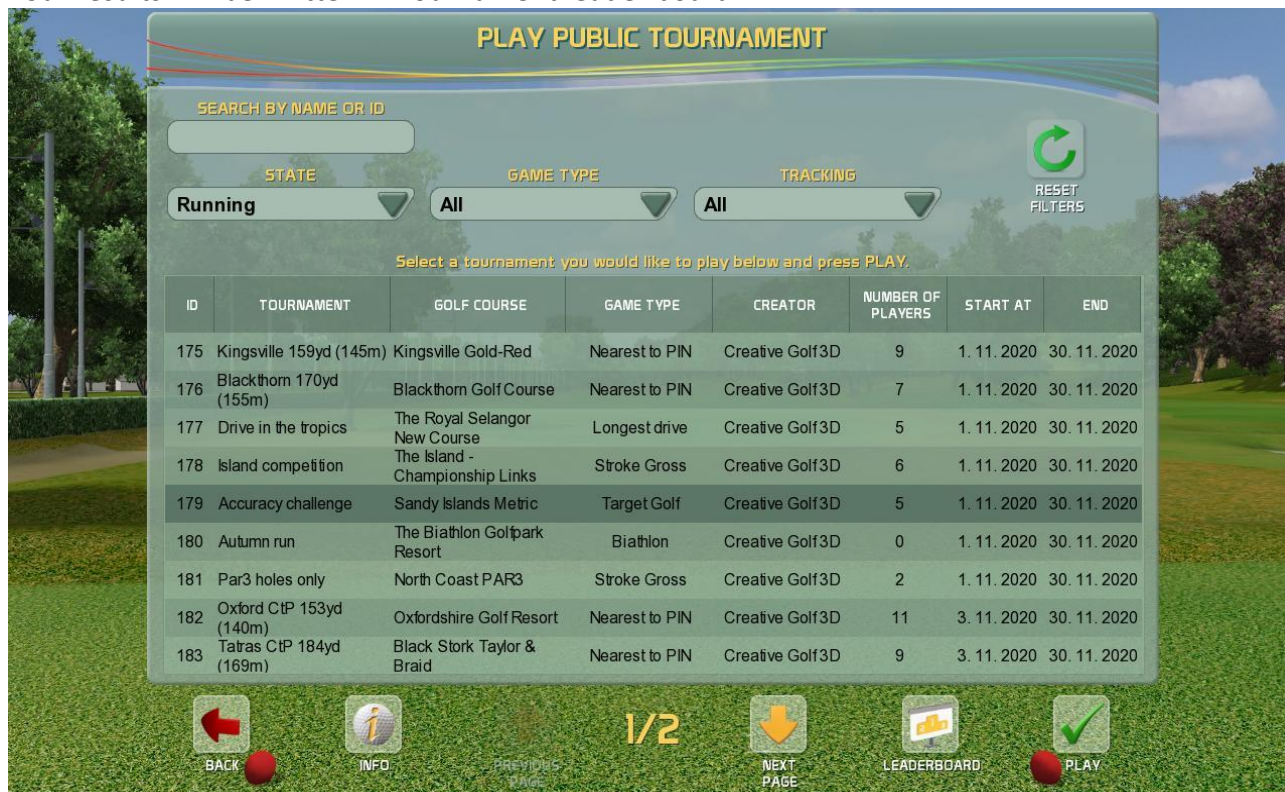 PLAY PUBLIC TOURNAMENT
SEARCH BY NAME OR ID
STATE GAME TYPE TRACKING
Running All All
RESET
FILTERS
Select a tournament you would like to play below and press PLAY.
ID TOURNAMENT GOLF COURSE GAME TYPE CREATOR NUMBER OF PLAYERS START AT END
175 Kingsville 159yd (145m) Kingsville Gold-Red Nearest to PIN Creative Golf3D 9 1. 11. 2020 30. 11. 2020
176 Blackthorn 170yd (155m) Blackthorn Golf Course Nearest to PIN Creative Golf3D 7 1. 11. 2020 30. 11. 2020
177 Drive in the tropics The Royal Selangor New Course Longest drive Creative Golf3D 5 1. 11. 2020 30. 11. 2020
178 Island competition The Island - Championship Links Stroke Gross Creative Golf3D 6 1. 11. 2020 30. 11. 2020
179 Accuracy challenge Sandy Islands Metric Target Golf Creative Golf3D 5 1. 11. 2020 30. 11. 2020
180 Autumn run The Biathlon Golfpark Resort Biathlon Creative Golf3D 0 1. 11. 2020 30. 11. 2020
181 Par3 holes only North Coast PAR3 Stroke Gross Creative Golf3D 2 1. 11. 2020 30. 11. 2020
182 Oxford CtP 153yd (140m) Oxfordshire Golf Resort Nearest to PIN Creative Golf3D 11 3. 11. 2020 30. 11. 2020
183 Tatras CtP 184yd (169m) Black Stork Taylor & Braid Nearest to PIN Creative Golf3D 9 3. 11. 2020 30. 11. 2020
1/2
BACK INFO PREVIOUS PAGE NEXT PAGE LEADERBOARD PLAY